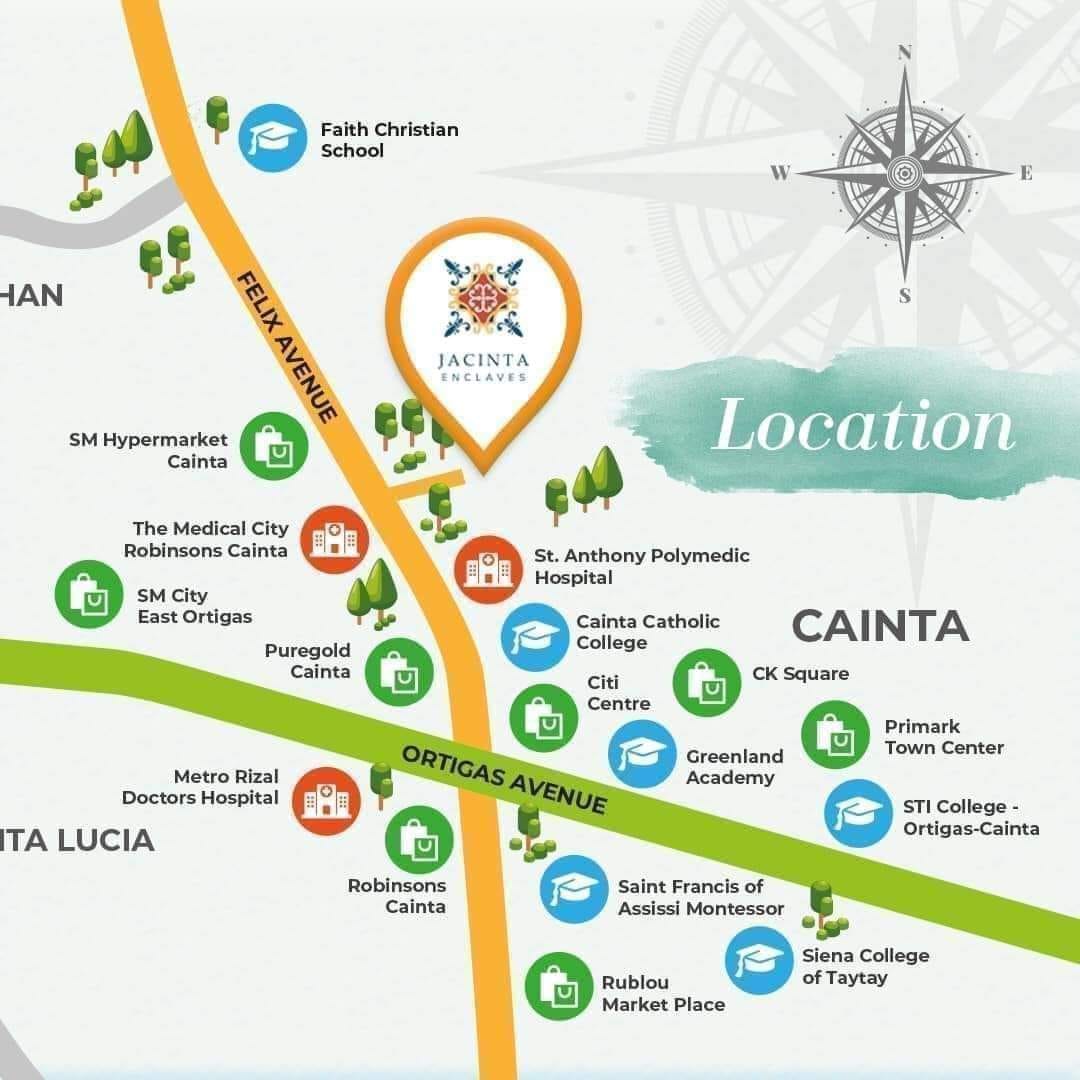 N
Faith Christian
School
W
E
HAN
S
FELIX AVENUE
JACINTA
ENCLAVES
Location
SM Hypermarket
Cainta
The Medical City
Robinsons Cainta
St. Anthony Polymedic
Hospital
SM City
East Ortigas
Cainta Catholic
College
CAINTA
Puregold
Cainta
Citi
Centre
CK Square
Primark
Town Center
Greenland
Academy
ORTIGAS AVENUE
Metro Rizal
Doctors Hospital
STI College -
Ortigas-Cainta
ITA LUCIA
Robinsons
Cainta
Saint Francis of
Assissi Montessor
Siena College
of Taytay
Rublou
Market Place